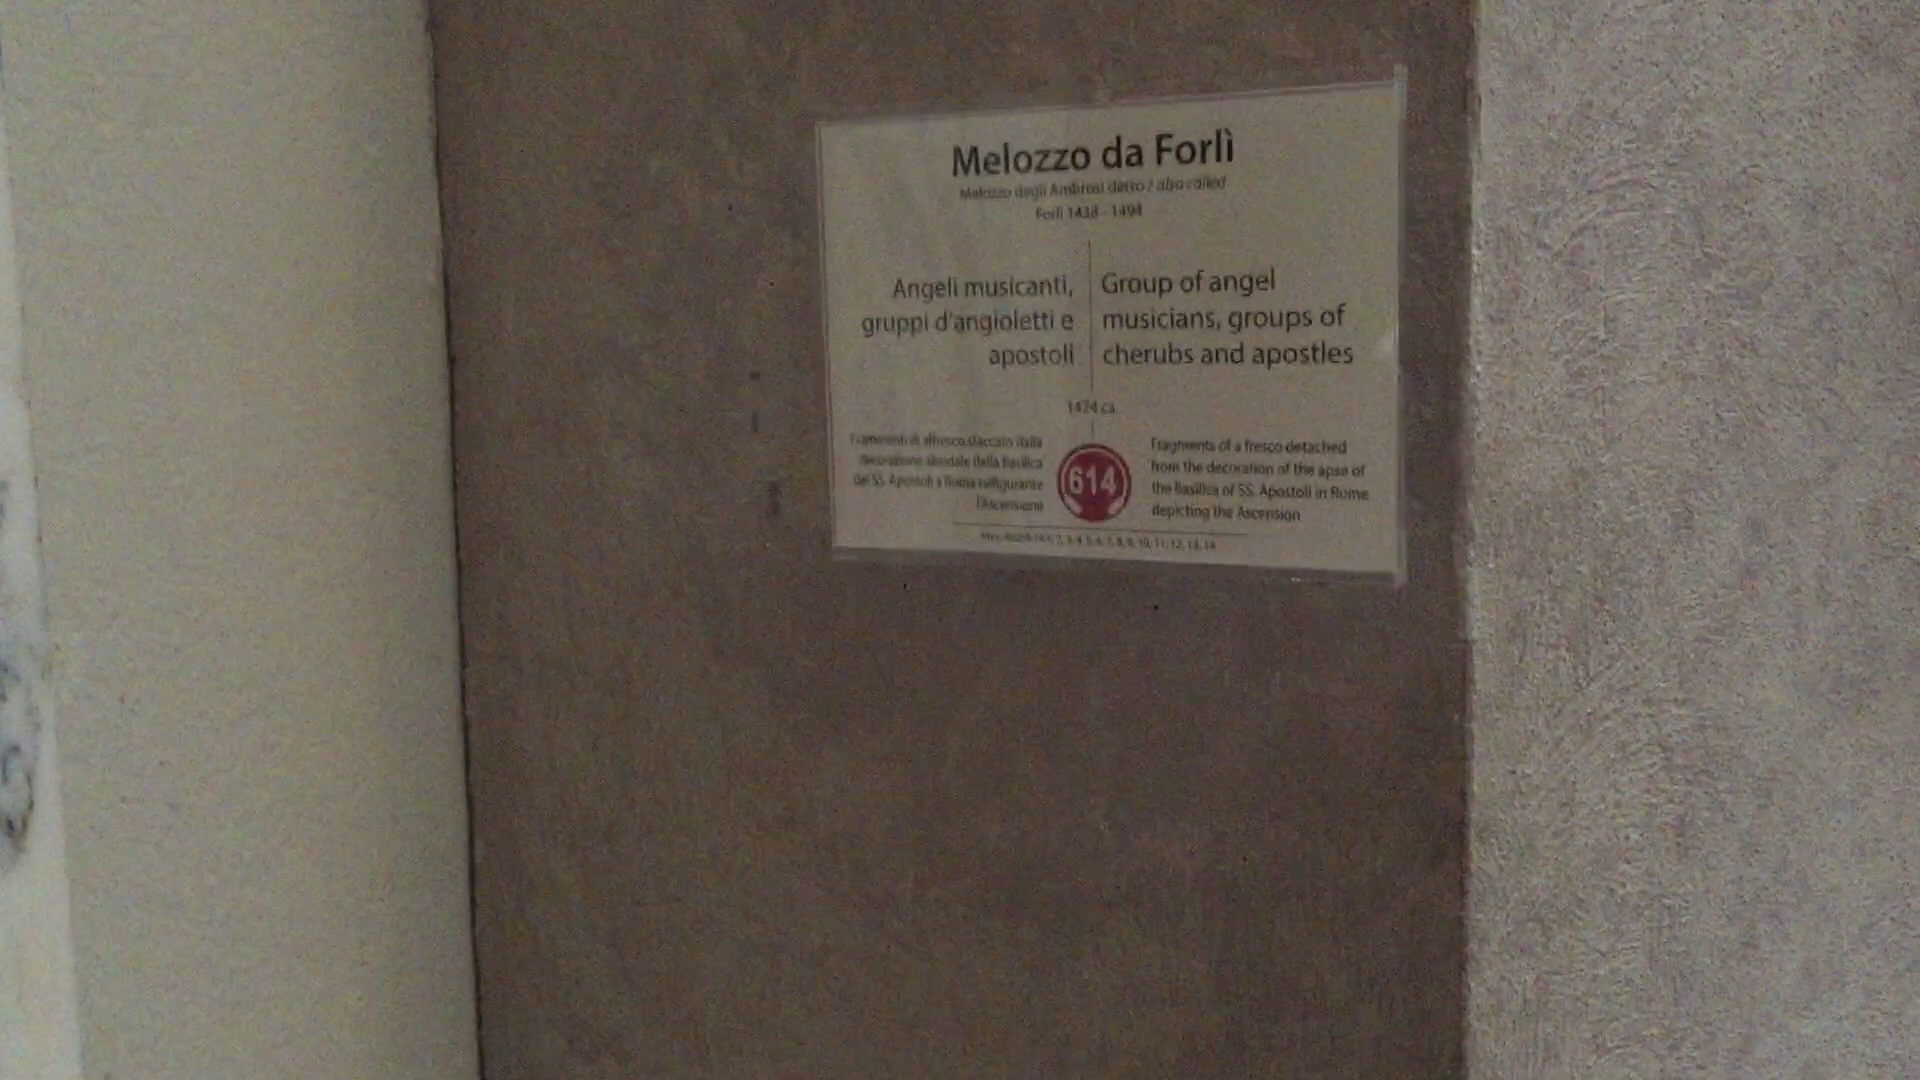 Melozzo da Forlì
Melozzo degli Ambrosi detto / also called
Forlì 1438 - 1494
Angeli musicanti,
gruppi d'angioletti e
apostoli
Group of angel
musicians, groups of
cherubs and apostles
1474 ca.
Frammenti di affresco staccato dalla
decorazione absidale della Basilica
dei SS. Apostoli a Roma raffigurante
l'Ascensione
614
Fragments of a fresco detached
from the decoration of the apse of
the Basilica of SS. Apostoli in Rome
depicting the Ascension